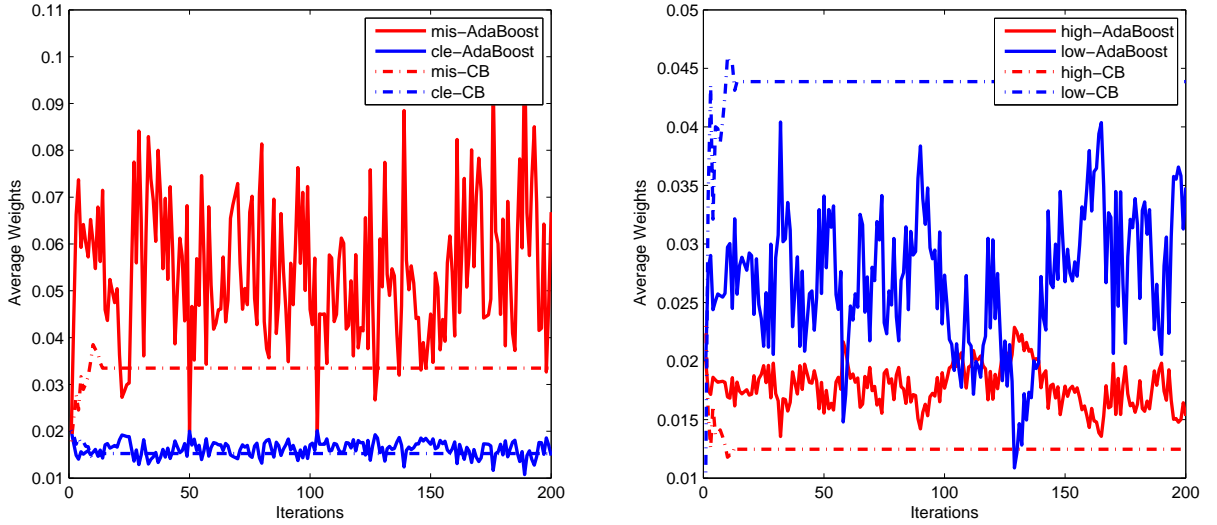 0.11
0.1
0.09
0.08
0.07
0.06
0.05
0.04
0.03
0.02
0.01
0
50
100
150
200
Average Weights
Iterations
mis−AdaBoost
cle−AdaBoost
mis−CB
cle−CB
0.05
0.045
0.04
0.035
0.03
0.025
0.02
0.015
0.01
0
50
100
150
200
Average Weights
Iterations
high−AdaBoost
low−AdaBoost
high−CB
low−CB